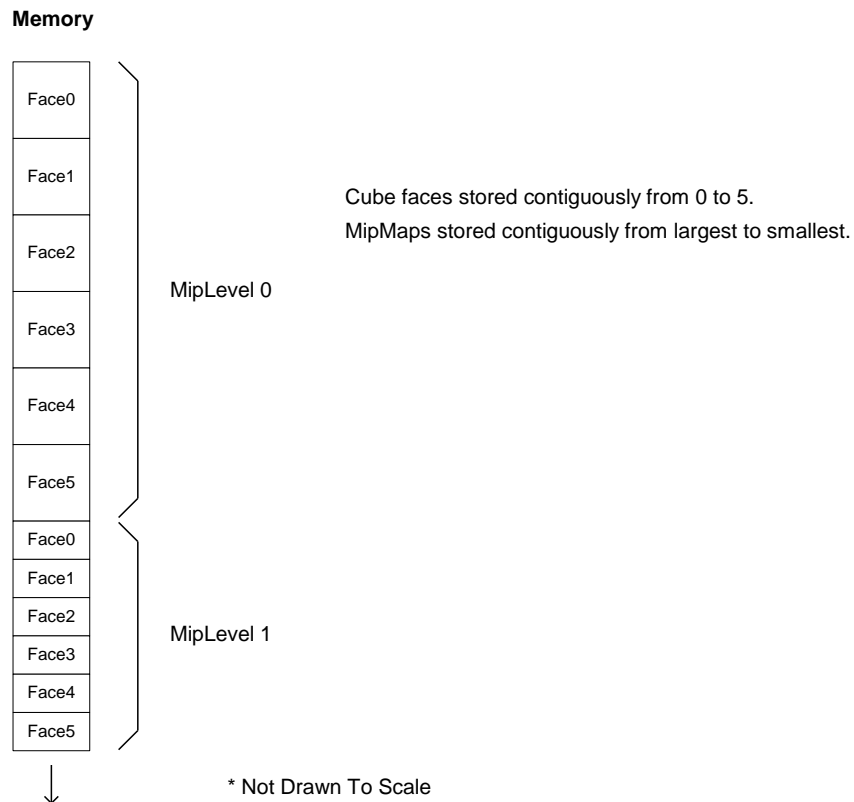 Memory
Face0
Face1
Face2
Face3
Face4
Face5
MipLevel 0
Cube faces stored contiguously from 0 to 5.
MipMaps stored contiguously from largest to smallest.
Face0
Face1
Face2
Face3
Face4
Face5
MipLevel 1
* Not Drawn To Scale